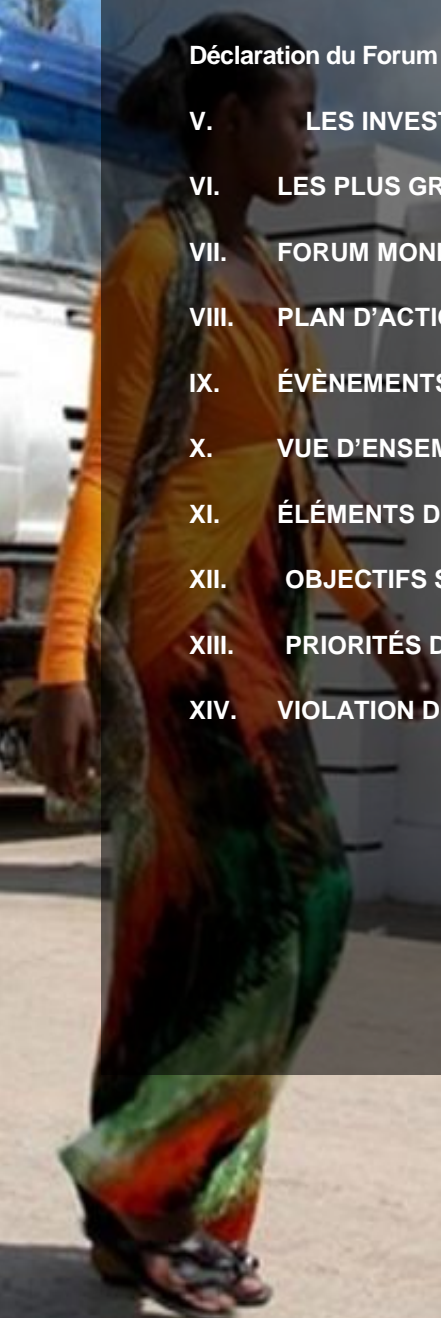 Déclaration du Forum
V. LES INVEST
VI. LES PLUS GR
VII. FORUM MON
VIII. PLAN D’ACTIO
IX. ÉVÈNEMENTS
X. VUE D’ENSEM
XI. ÉLÉMENTS D
XII. OBJECTIFS S
XIII. PRIORITÉS D
XIV. VIOLATION D